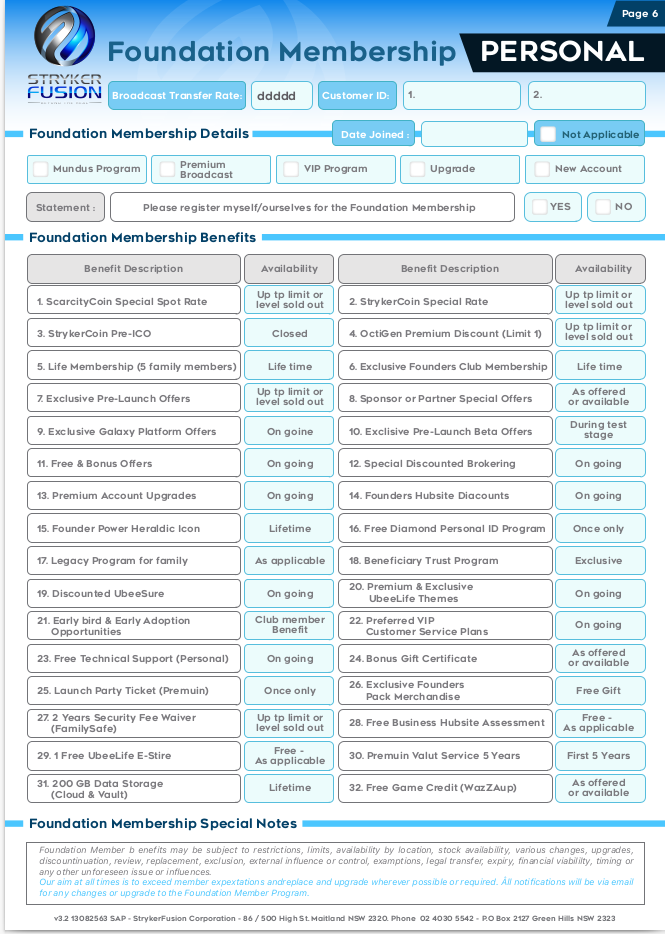 Page 6
STRYKER
FUSION
Foundation Membership PERSONAL
Broadcast Transfer Rate: ddddd Customer ID: 1. 2.
Foundation Membership Details Date Joined : Not Applicable
Mundus Program Premium Broadcast VIP Program Upgrade New Account
Statement : Please register myself/ourselves for the Foundation Membership YES NO
Foundation Membership Benefits
Benefit Description Availability Benefit Description Availability
1. ScarcityCoin Special Spot Rate Up tp limit or level sold out 2. StrykerCoin Special Rate Up tp limit or level sold out
3. StrykerCoin Pre-ICO Closed 4. OctiGen Premium Discount (Limit 1) Up tp limit or level sold out
5. Life Membership (5 family members) Life time 6. Exclusive Founders Club Membership Life time
7. Exclusive Pre-Launch Offers Up tp limit or level sold out 8. Sponsor or Partner Special Offers As offered or available
9. Exclusive Galaxy Platform Offers On goine 10. Exclisive Pre-Launch Beta Offers During test stage
11. Free & Bonus Offers On going 12. Special Discounted Brokering On going
13. Premium Account Upgrades On going 14. Founders Hubsite Diacounts On going
15. Founder Power Heraldic Icon Lifetime 16. Free Diamond Personal ID Program Once only
17. Legacy Program for family As applicable 18. Beneficiary Trust Program Exclusive
19. Discounted UbeeSure On going 20. Premium & Exclusive UbeeLife Themes On going
21. Early bird & Early Adoption Opportunities Club member Benefit 22. Preferred VIP Customer Service Plans On going
23. Free Technical Support (Personal) On going 24. Bonus Gift Certificate As offered or available
25. Launch Party Ticket (Premuin) Once only 26. Exclusive Founders Pack Merchandise Free Gift
27. 2 Years Security Fee Waiver (FamilySafe) Up tp limit or level sold out 28. Free Business Hubsite Assessment Free - As applicable
29. 1 Free UbeeLife E-Stire Free - As applicable 30. Premuin Valut Service 5 Years First 5 Years
31. 200 GB Data Storage (Cloud & Vault) Lifetime 32. Free Game Credit (WazZAup) As offered or available
Foundation Membership Special Notes
Foundation Member b enefits may be subject to restrictions, limits, availability by location, stock availability, various changes, upgrades,
discountinuation, review, replacement, exclusion, external influence or control, exemptions, legal transfer, expiry, financial viability, timing or
any other unforeseen issue or influences.
Our aim at all times is to exceed member expextations andreplace and upgrade wherever possible or required. Âll notifications will be via email
for any changes or upgrade to the Foundation Member Program.
v3.2 13082563 SAP - StrykerFusion Corporation - 86 / 500 High St. Maitland NSW 2320. Phone 02 4030 5542 - P.O Box 2127 Green Hills NSW 2323